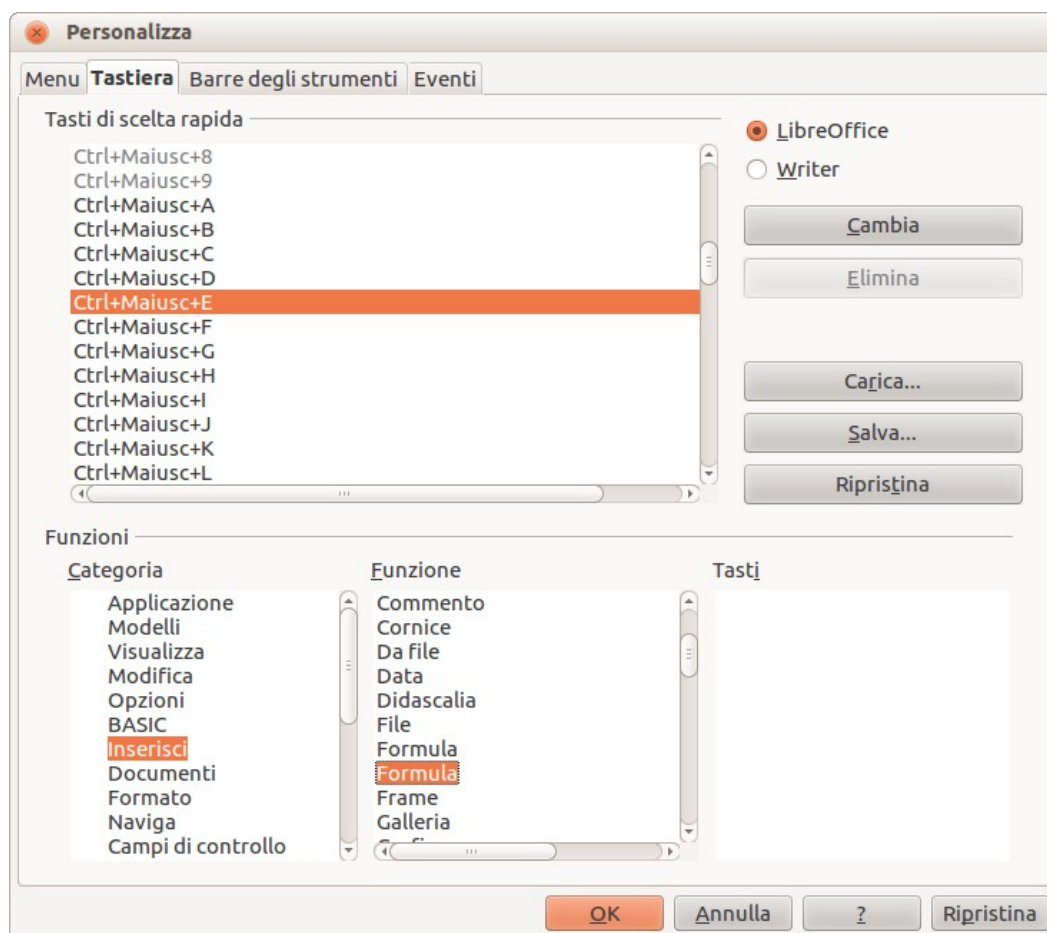 Personalizza
Menu Tastiera Barre degli strumenti Eventi
Tasti di scelta rapida
Ctrl+Maiusc+8
Ctrl+Maiusc+9
Ctrl+Maiusc+A
Ctrl+Maiusc+B
Ctrl+Maiusc+C
Ctrl+Maiusc+D
Ctrl+Maiusc+E
Ctrl+Maiusc+F
Ctrl+Maiusc+G
Ctrl+Maiusc+H
Ctrl+Maiusc+I
Ctrl+Maiusc+J
Ctrl+Maiusc+K
Ctrl+Maiusc+L
LibreOffice
Writer
Cambia
Elimina
Carica...
Salva...
Ripristina
Funzioni
Categoria
Applicazione
Modelli
Visualizza
Modifica
Opzioni
BASIC
Inserisci
Documenti
Formato
Naviga
Campi di controllo
Funzione
Commento
Cornice
Da file
Data
Didascalia
File
Formula
Formula
Frame
Galleria
Tasti
OK Annulla ? Ripristina